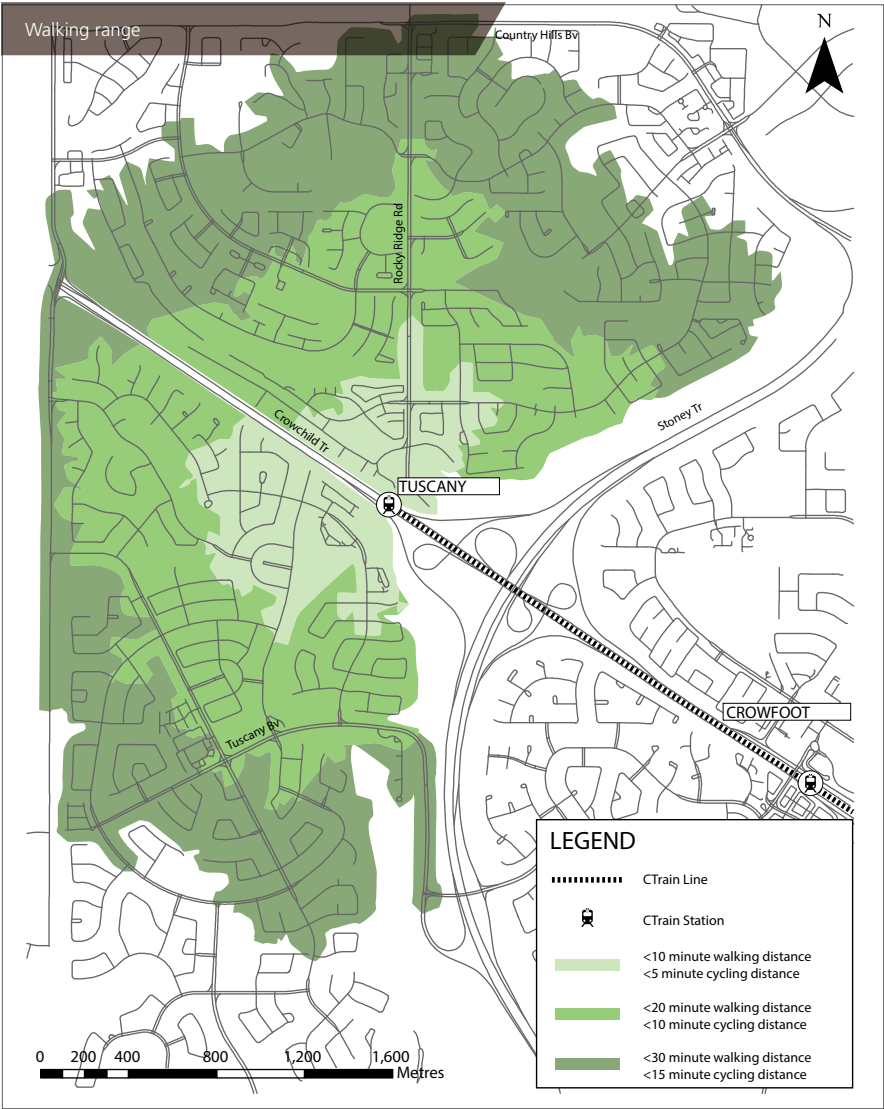 Walking range
Country Hills Bv
N
Rocky Ridge Rd
Crowchild Tr
Stoney Tr
TUSCANY
CROWFOOT
Tuscany Bv
LEGEND
CTrain Line
CTrain Station
<10 minute walking distance
<5 minute cycling distance
<20 minute walking distance
<10 minute cycling distance
<30 minute walking distance
<15 minute cycling distance
0 200 400 800 1,200 1,600
Metres